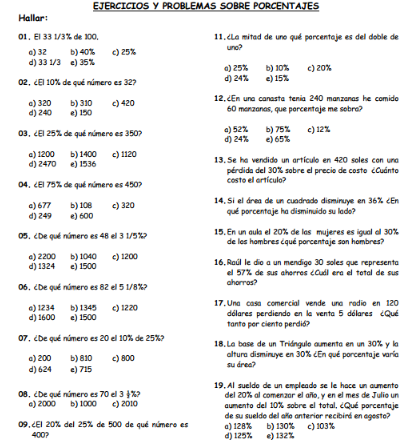 EJERCICIOS Y PROBLEMAS SOBRE PORCENTAJES
Hallar:
01. El 33 1/3% de 100.
a) 32 b) 40% c) 25%
d) 33 1/3 e) 35%
02. ¿El 10% de qué número es 32?
a) 320 b) 310 c) 420
d) 240 e) 150
03. ¿El 25% de qué número es 350?
a) 1200 b) 1400 c) 1120
d) 2470 e) 1536
04. ¿El 75% de qué número es 450?
a) 677 b) 108 c) 320
d) 249 e) 600
05. ¿De qué número es 48 el 3 1/5%?
a) 2200 b) 1040 c) 1200
d) 1324 e) 1500
06. ¿De qué número es 82 el 5 1/8%?
a) 1234 b) 1345 c) 1220
d) 1600 e) 1500
07. ¿De qué número es 20 el 10% de 25%?
a) 200 b) 810 c) 800
d) 624 e) 715
08. ¿De qué número es 70 el 3 ½%?
a) 2000 b) 1000 c) 2010
09. ¿El 20% del 25% de 500 de qué número es
400?
11. ¿La mitad de uno qué porcentaje es del doble de
uno?
a) 25% b) 10% c) 20%
d) 24% e) 15%
12. ¿En una canasta tenía 240 manzanas he comido
60 manzanas, que porcentaje me sobra?
a) 52% b) 75% c) 12%
d) 24% e) 65%
13. Se ha vendido un artículo en 420 soles con una
pérdida del 30% sobre el precio de costo ¿Cuánto
costo el artículo?
14. Si el área de un cuadrado disminuye en 36% ¿En
qué porcentaje ha disminuido su lado?
15. En un aula el 20% de las mujeres es igual al 30%
de los hombres ¿qué porcentaje son hombres?
16. Raúl le dio a un mendigo 30 soles que representa
el 57% de sus ahorros ¿Cuál era el total de sus
ahorros?
17. Una casa comercial vende una radio en 120
dólares perdiendo en la venta 5 dólares ¿Qué
tanto por ciento perdió?
18. La base de un Triángulo aumenta en un 30% y la
altura disminuye en 30% ¿En qué porcentaje varía
su área?
19. Al sueldo de un empleado se le hace un aumento
del 20% al comenzar el año, y en el mes de Julio un
aumento del 10% sobre el total, ¿Qué porcentaje
de su sueldo del año anterior recibirá en agosto?
a) 128% b) 130% c) 103%
d) 125% e) 132%